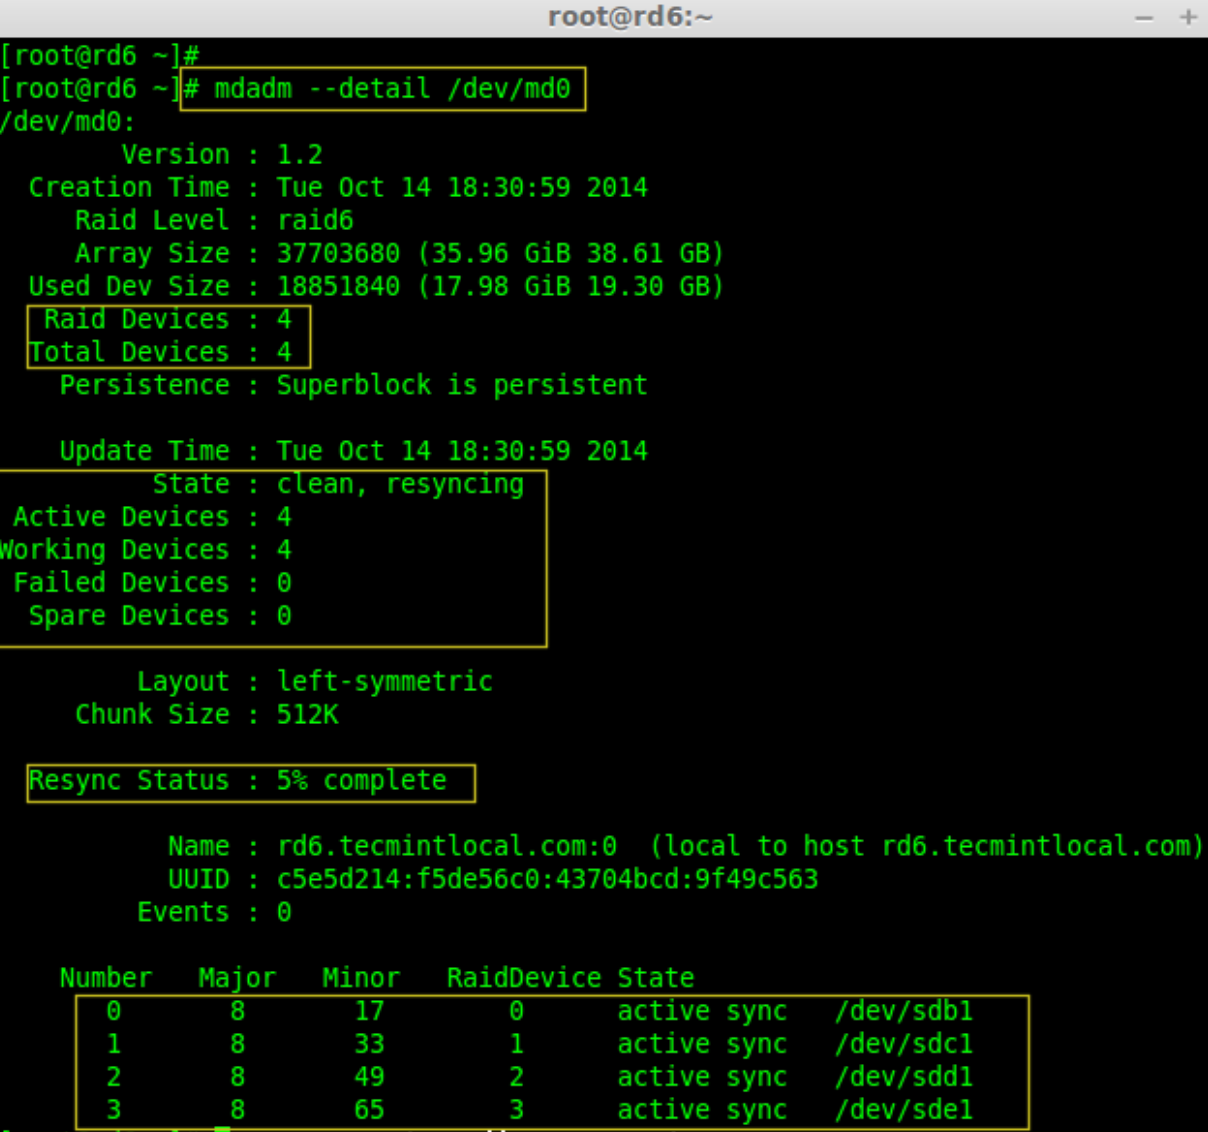 root@rd6:~
[root@rd6 ~]#
[root@rd6 ~]# mdadm --detail /dev/md0
/dev/md0:
Version : 1.2
Creation Time : Tue Oct 14 18:30:59 2014
Raid Level : raid6
Array Size : 37703680 (35.96 GiB 38.61 GB)
Used Dev Size : 18851840 (17.98 GiB 19.30 GB)
Raid Devices : 4
Total Devices : 4
Persistence : Superblock is persistent
Update Time : Tue Oct 14 18:30:59 2014
State : clean, resyncing
Active Devices : 4
Working Devices : 4
Failed Devices : 0
Spare Devices : 0
Layout : left-symmetric
Chunk Size : 512K
Resync Status : 5% complete
Name : rd6.tecmintlocal.com:0  (local to host rd6.tecmintlocal.com)
UUID : c5e5d214:f5de56c0:43704bcd:9f49c563
Events : 0
Number   Major   Minor   RaidDevice State
0       8       17        0      active sync   /dev/sdb1
1       8       33        1      active sync   /dev/sdc1
2       8       49        2      active sync   /dev/sdd1
3       8       65        3      active sync   /dev/sde1